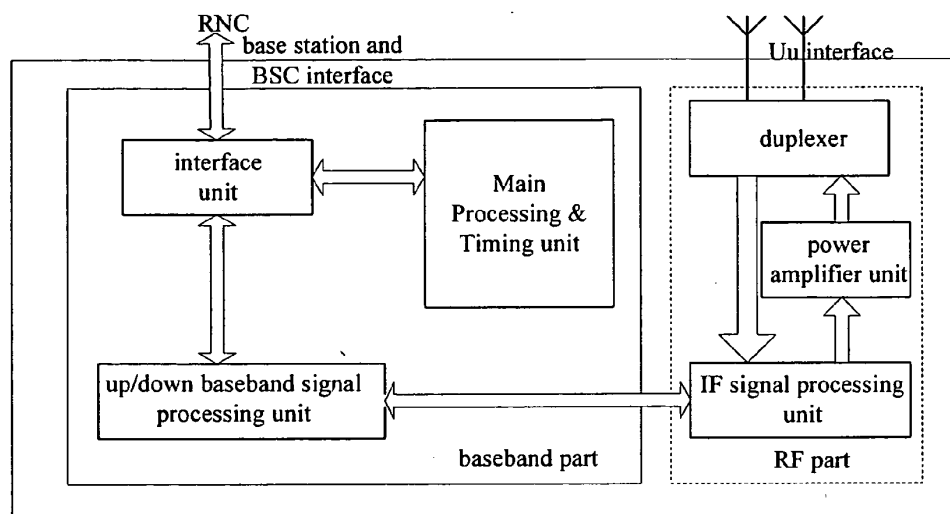 RNC
base station and
BSC interface
Uu interface
interface
unit
Main
Processing &
Timing unit
duplexer
power
amplifier unit
up/down baseband signal
processing unit
IF signal processing
unit
baseband part
RF part